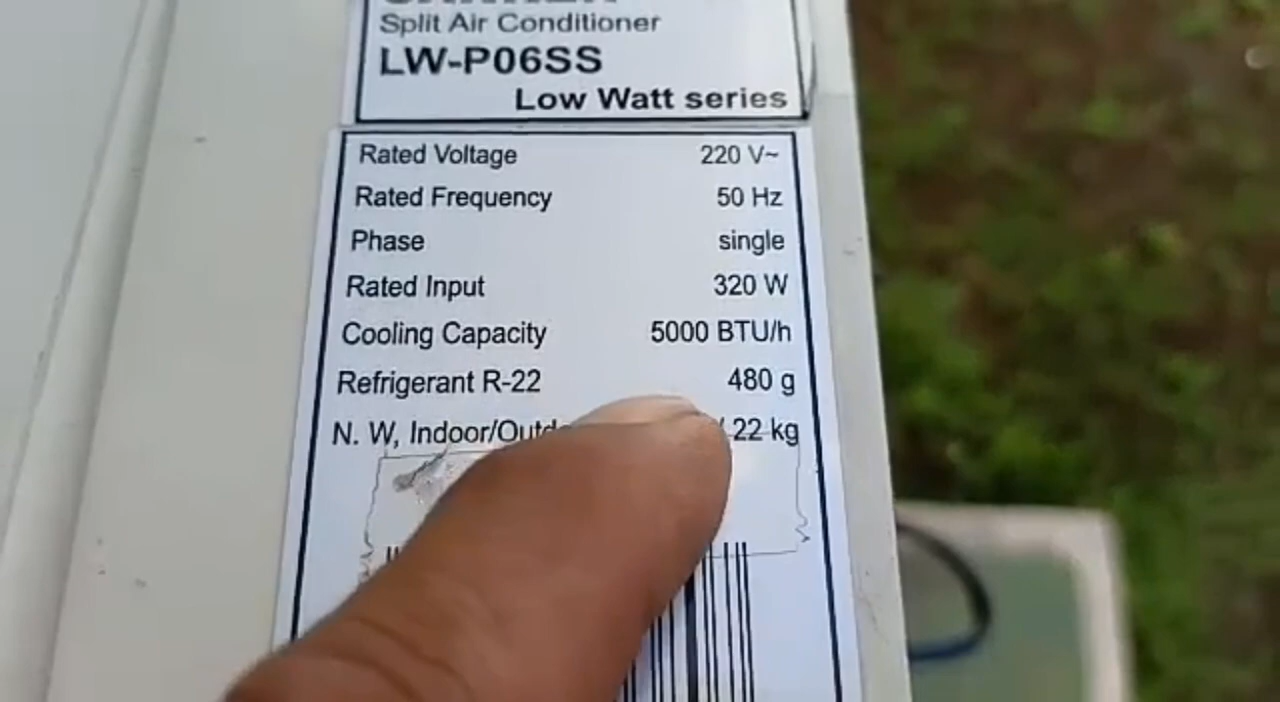 Split Air Conditioner
LW-P06SS
Low Watt series
Rated Voltage 220 V~
Rated Frequency 50 Hz
Phase single
Rated Input 320 W
Cooling Capacity 5000 BTU/h
Refrigerant R-22 480 g
N. W, Indoor/ 22 kg